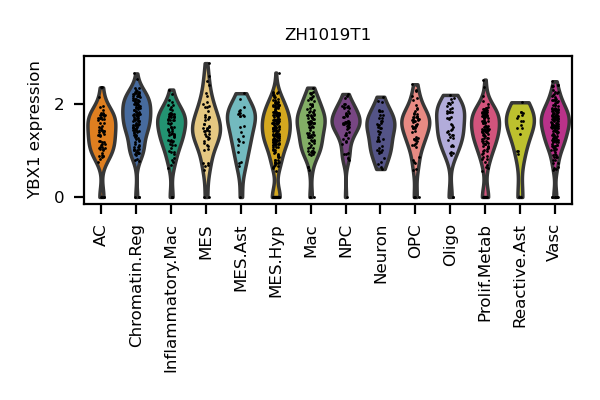 ZH1019T1
YBX1 expression
2
0
AC
Chromatin.Reg
Inflammatory.Mac
MES
MES.Ast
MES.Hyp
Mac
NPC
Neuron
OPC
Oligo
Prolif.Metab
Reactive.Ast
Vasc